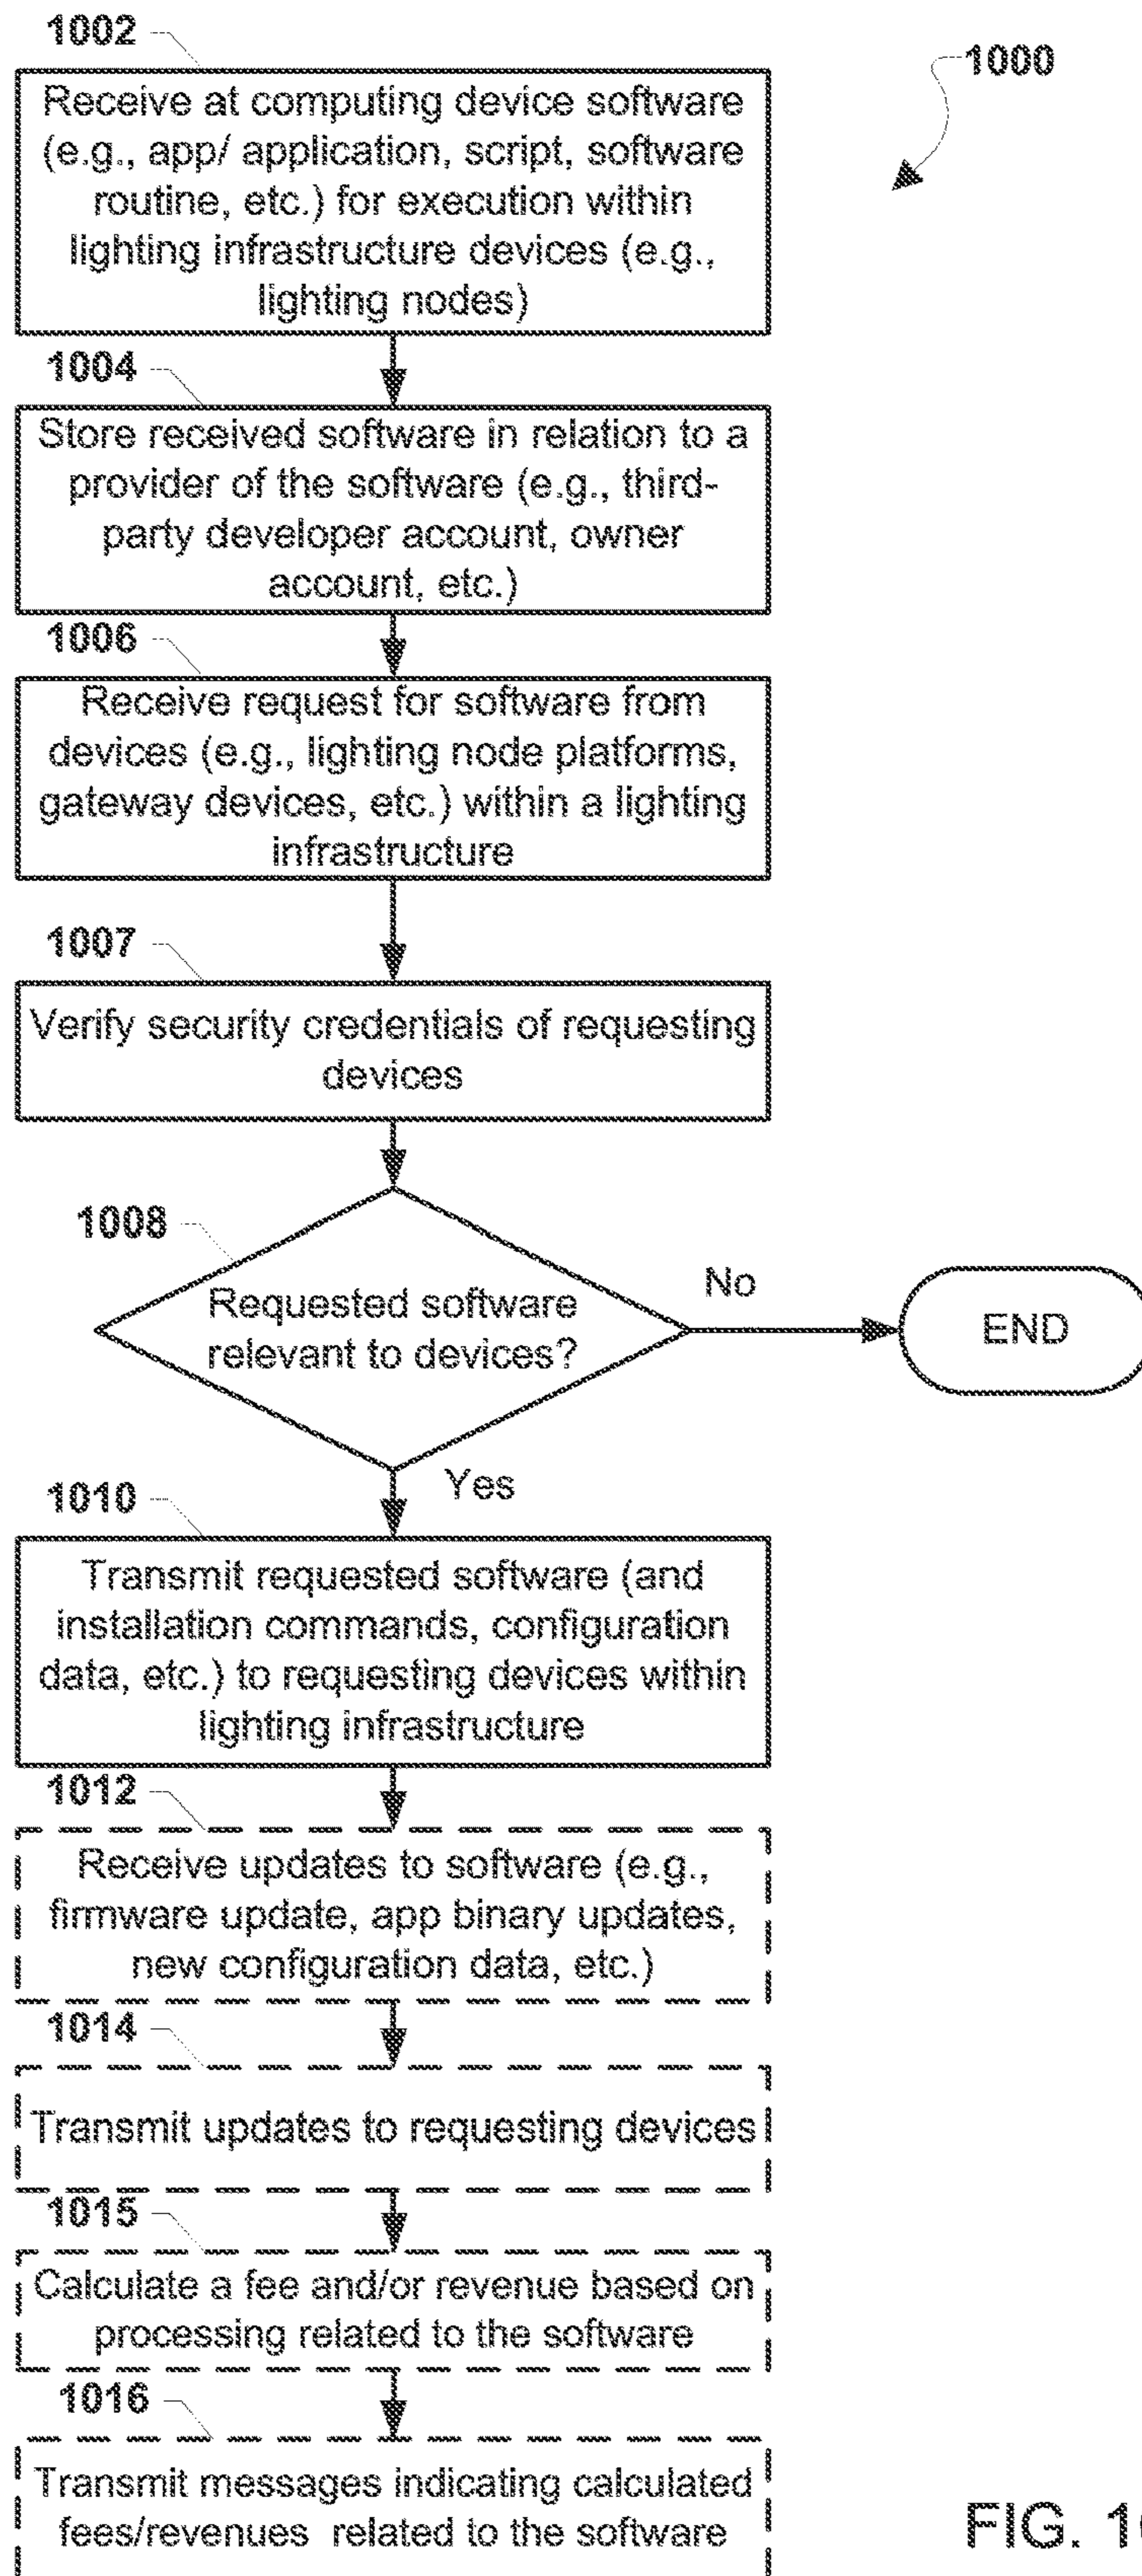 1002
1000
Receive at computing device software
(e.g., app/ application, script, software
routine, etc.) for execution within
lighting infrastructure devices (e.g.,
lighting nodes)
1004
Store received software in relation to a
provider of the software (e.g., third-
party developer account, owner
account, etc.)
1006
Receive request for software from
devices (e.g., lighting node platforms,
gateway devices, etc.) within a lighting
infrastructure
1007
Verify security credentials of requesting
devices
1008
Requested software
relevant to devices?
No
END
Yes
1010
Transmit requested software (and
installation commands, configuration
data, etc.) to requesting devices within
lighting infrastructure
1012
Receive updates to software (e.g.,
firmware update, app binary updates,
new configuration data, etc.)
1014
Transmit updates to requesting devices
1015
Calculate a fee and/or revenue based on
processing related to the software
1016
Transmit messages indicating calculated
fees/revenues related to the software
FIG.